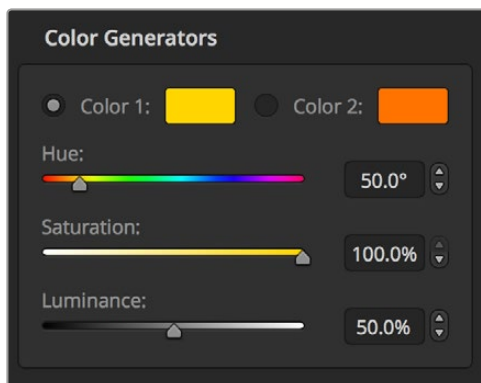 Color Generators
Color 1: Color 2:
Hue:
50.0°
Saturation:
100.0%
Luminance:
50.0%